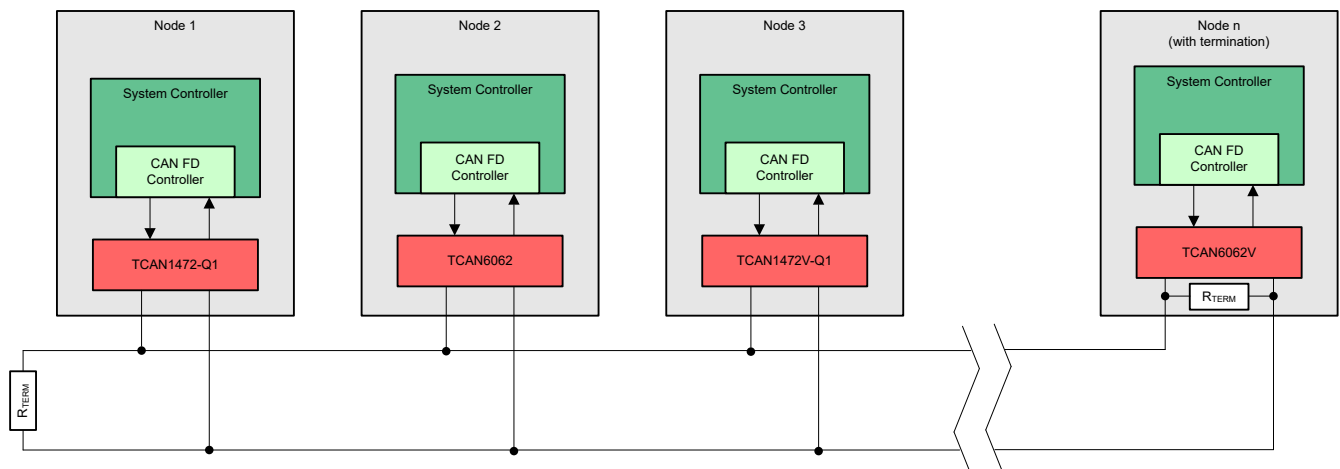 Node 1
System Controller
CAN FD
Controller
TCAN1472-Q1
Node 2
System Controller
CAN FD
Controller
TCAN6062
Node 3
System Controller
CAN FD
Controller
TCAN1472V-Q1
Node n
(with termination)
System Controller
CAN FD
Controller
TCAN6062V
RTERM
RTERM